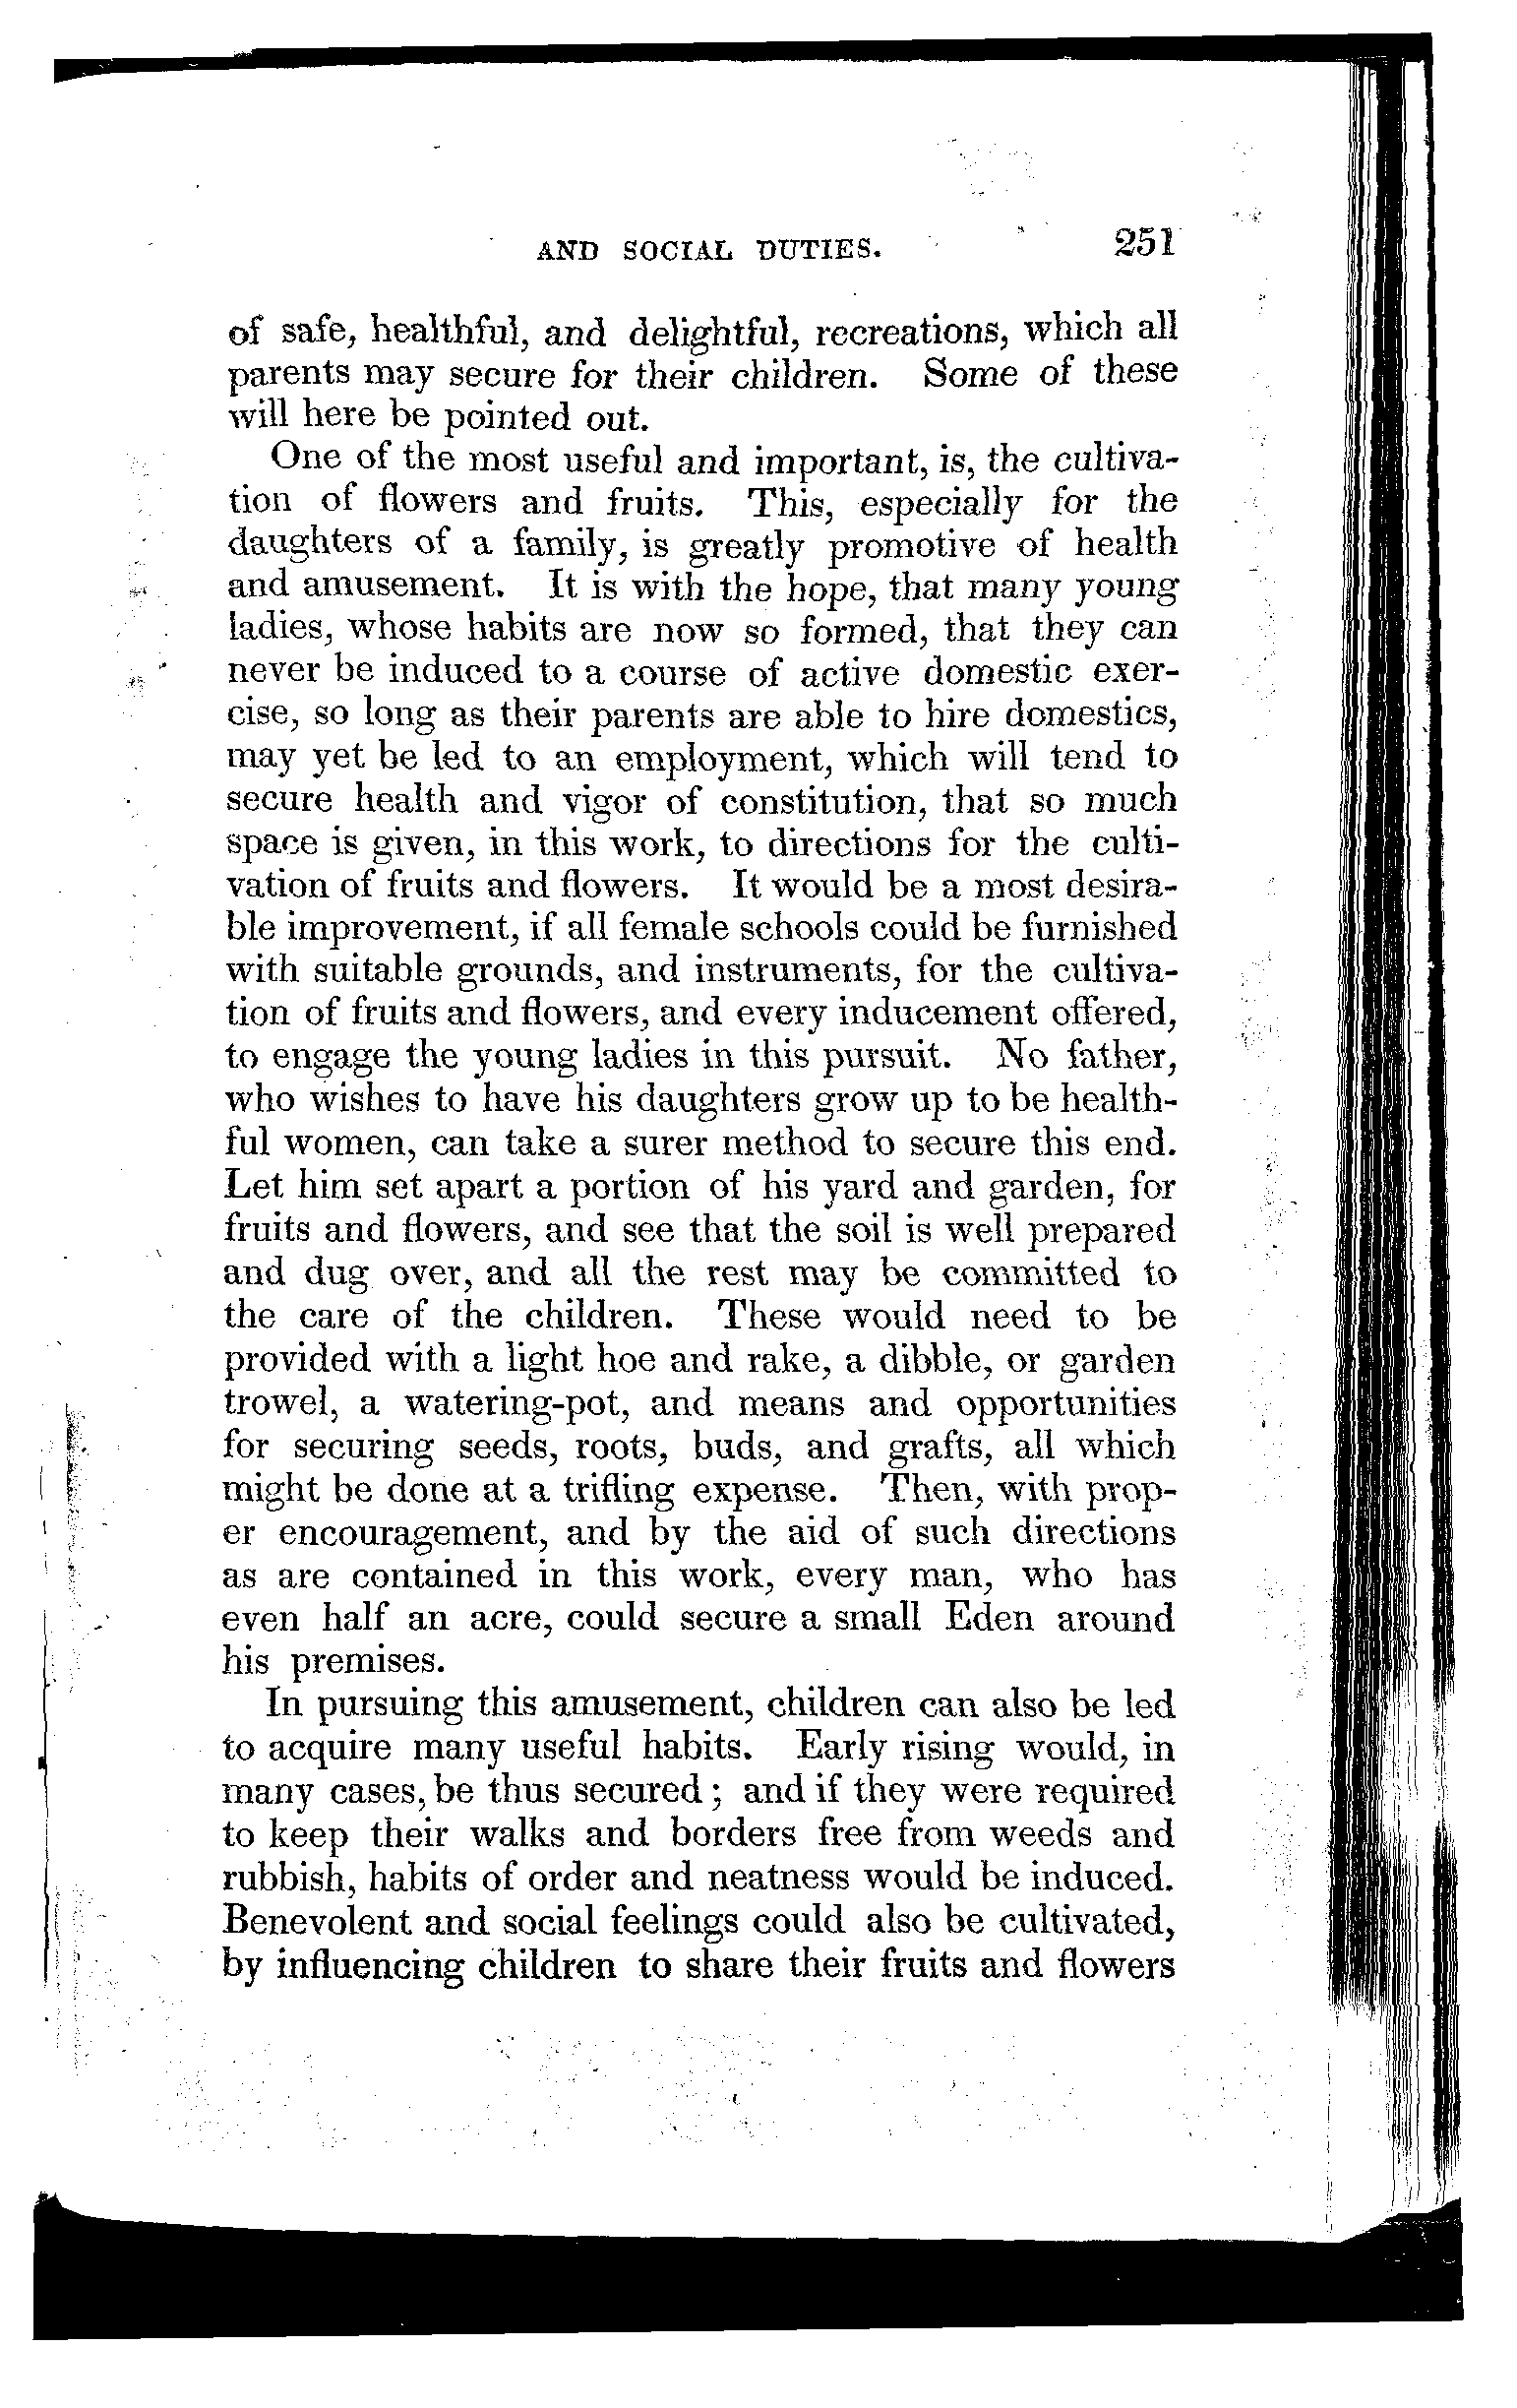 AND SOCIAL DUTIES. 251
of safe, healthful, and delightful, recreations, which all
parents may secure for their children. Some of these
will here be pointed out.
One of the most useful and important, is, the cultiva-
tion of flowers and fruits. This, especially for the
daughters of a family, is greatly promotive of health
and amusement. It is with the hope, that many young
ladies, whose habits are now so formed, that they can
never be induced to a course of active domestic exer-
cise, so long as their parents are able to hire domestics,
may yet be led to an employment, which will tend to
secure health and vigor of constitution, that so much
space is given, in this work, to directions for the culti-
vation of fruits and flowers. It would be a most desira-
ble improvement, if all female schools could be furnished
with suitable grounds, and instruments, for the cultiva-
tion of fruits and flowers, and every inducement offered,
to engage the young ladies in this pursuit. No father,
who wishes to have his daughters grow up to be health-
ful women, can take a surer method to secure this end.
Let him set apart a portion of his yard and garden, for
fruits and flowers, and see that the soil is well prepared
and dug over, and all the rest may be committed to
the care of the children. These would need to be
provided with a light hoe and rake, a dibble, or garden
trowel, a watering-pot, and means and opportunities
for securing seeds, roots, buds, and grafts, all which
might be done at a trifling expense. Then, with prop-
er encouragement, and by the aid of such directions
as are contained in this work, every man, who has
even half an acre, could secure a small Eden around
his premises.
In pursuing this amusement, children can also be led
to acquire many useful habits. Early rising would, in
many cases, be thus secured; and if they were required
to keep their walks and borders free from weeds and
rubbish, habits of order and neatness would be induced.
Benevolent and social feelings could also be cultivated,
by influencing children to share their fruits and flowers